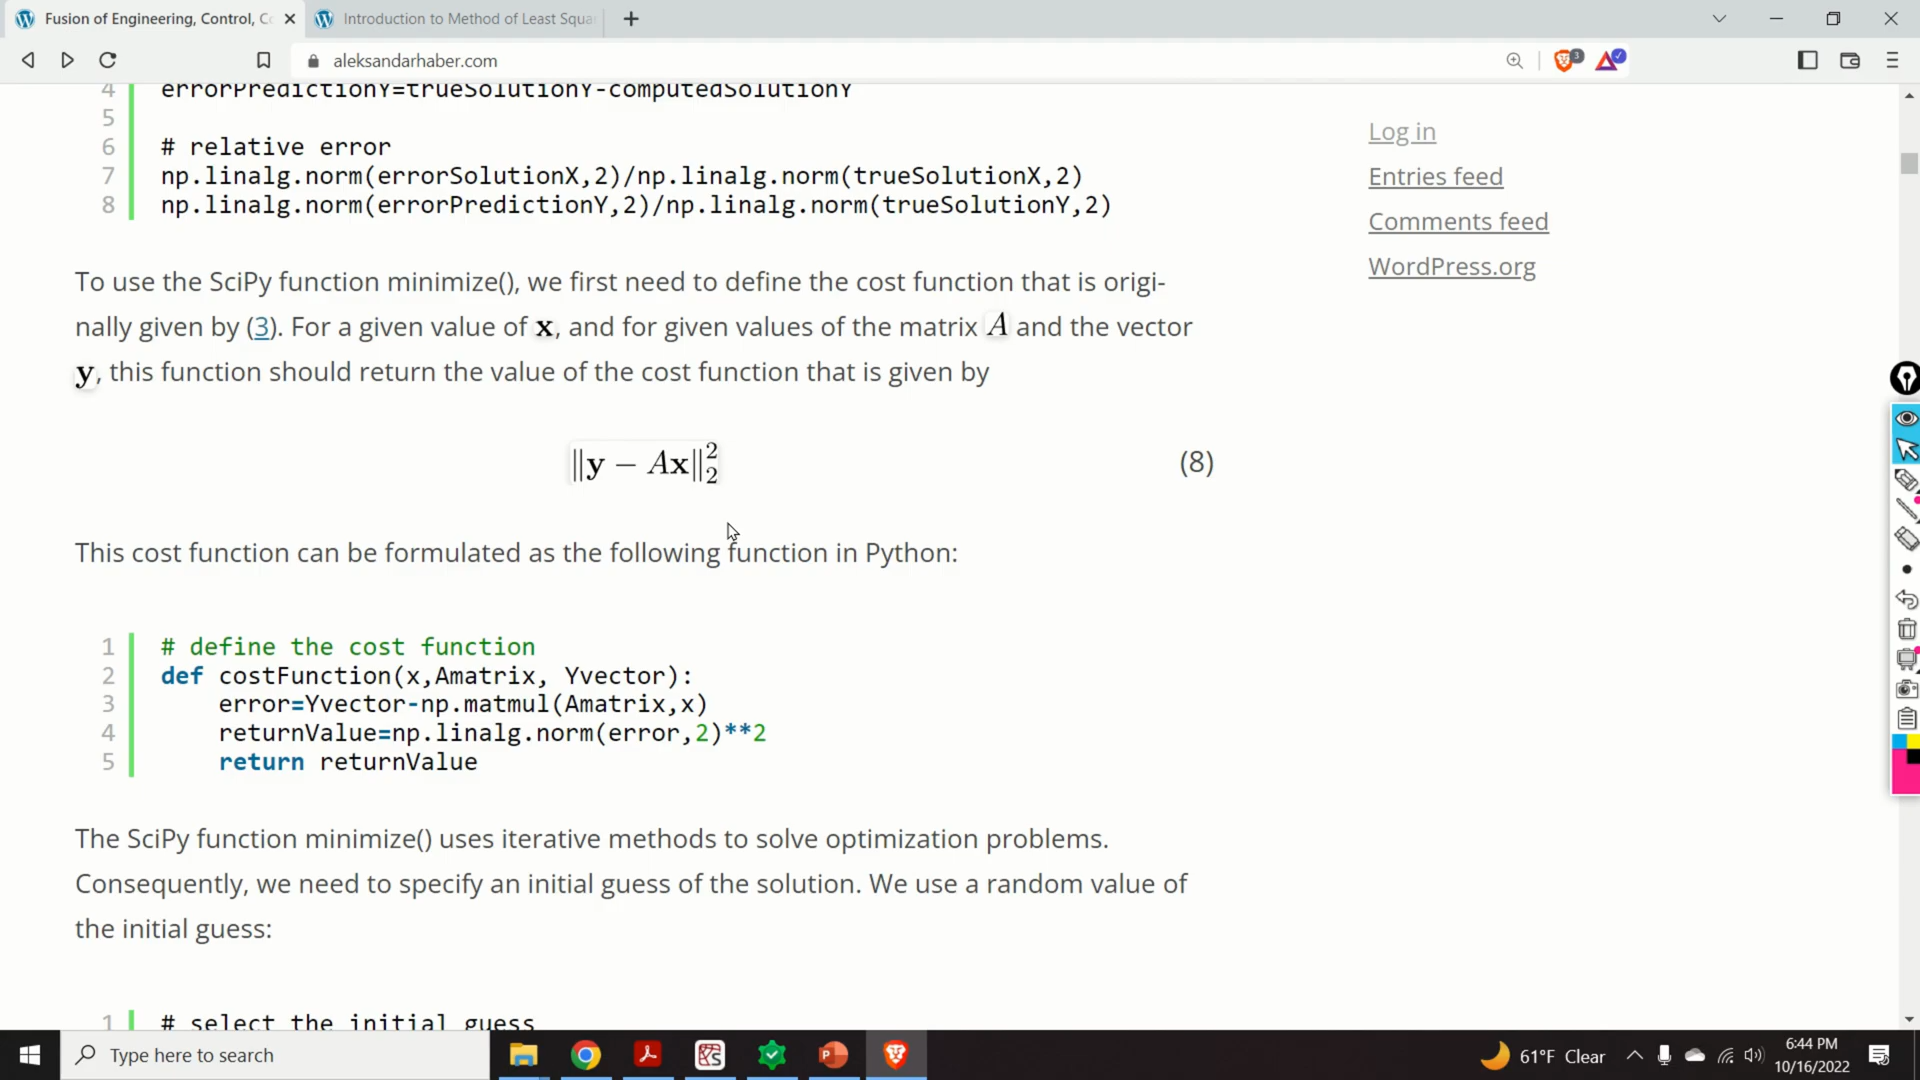 Fusion of Engineering, Control, Co
Introduction to Method of Least Squa
aleksandarhaber.com
3
4 errorPredictionY=trueSolutionY-computedSolutionY
5
6 # relative error
7 np.linalg.norm(errorSolutionX,2)/np.linalg.norm(trueSolutionX,2)
8 np.linalg.norm(errorPredictionY,2)/np.linalg.norm(trueSolutionY,2)
Log in
Entries feed
Comments feed
WordPress.org
To use the SciPy function minimize(), we first need to define the cost function that is origi-
nally given by (3). For a given value of x, and for given values of the matrix A and the vector
y, this function should return the value of the cost function that is given by
‖y − Ax‖₂² (8)
This cost function can be formulated as the following function in Python:
1 # define the cost function
2 def costFunction(x,Amatrix, Yvector):
3 error=Yvector-np.matmul(Amatrix,x)
4 returnValue=np.linalg.norm(error,2)**2
5 return returnValue
The SciPy function minimize() uses iterative methods to solve optimization problems.
Consequently, we need to specify an initial guess of the solution. We use a random value of
the initial guess:
1 # select the initial guess
Type here to search
61°F Clear
6:44 PM
10/16/2022